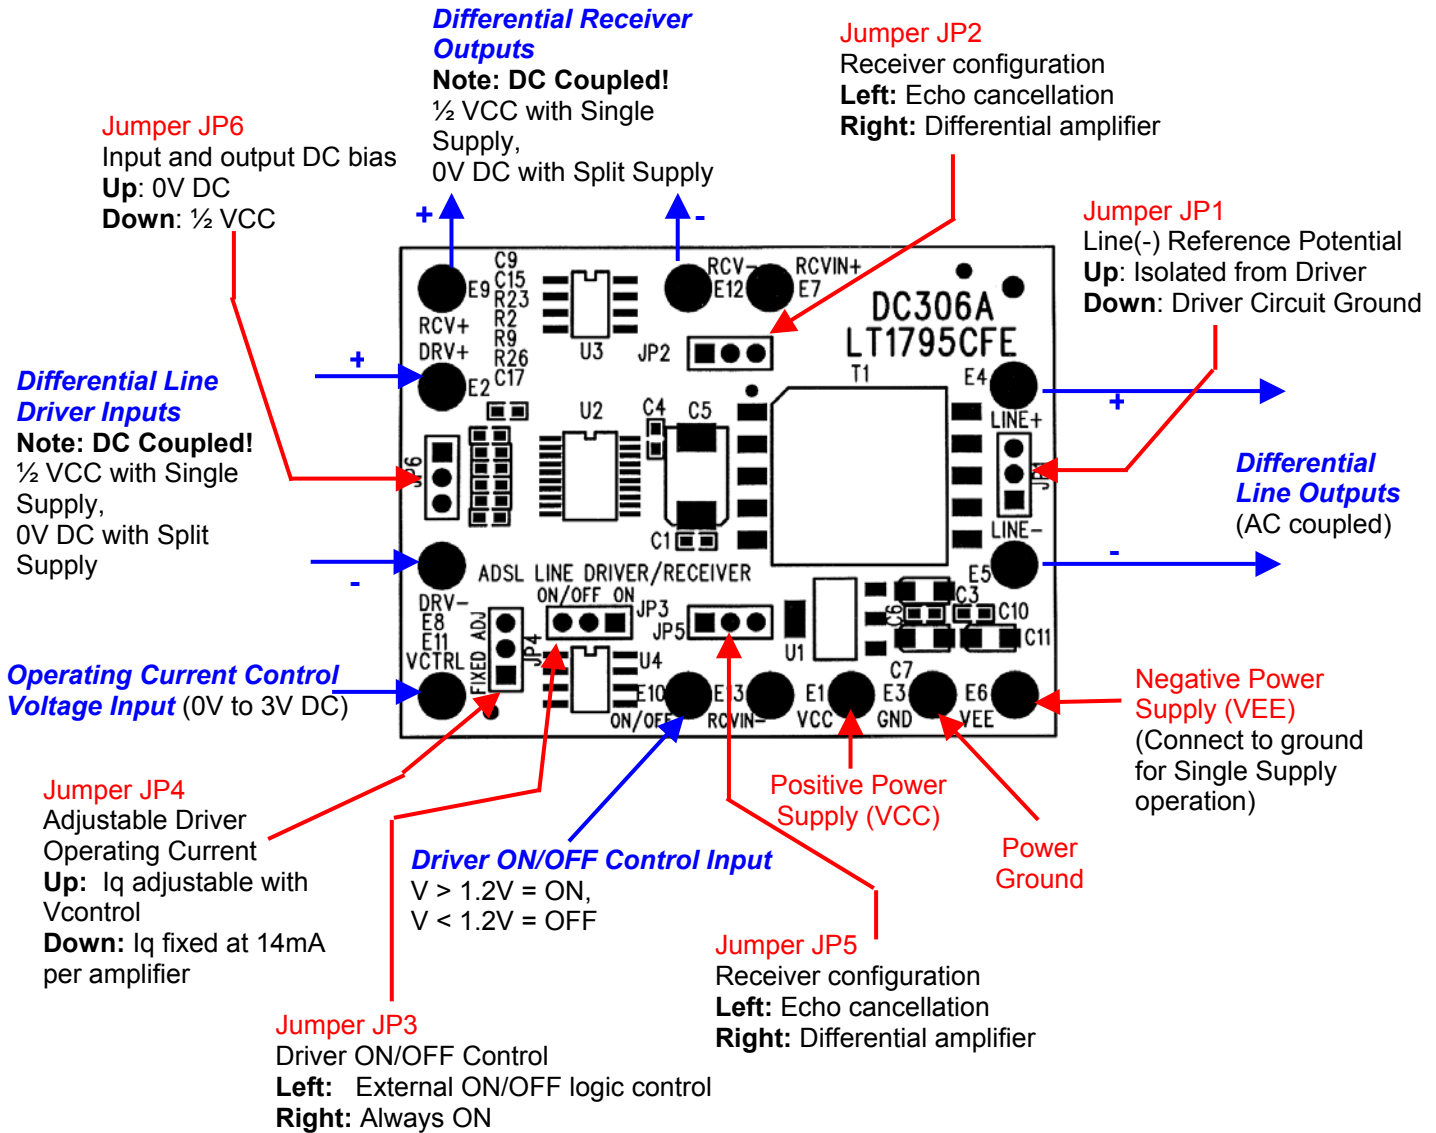 Differential Receiver
Outputs
Note: DC Coupled!
½ VCC with Single
Supply,
0V DC with Split Supply
Jumper JP2
Receiver configuration
Left: Echo cancellation
Right: Differential amplifier
Jumper JP6
Input and output DC bias
Up: 0V DC
Down: ½ VCC
Jumper JP1
Line(-) Reference Potential
Up: Isolated from Driver
Down: Driver Circuit Ground
+
-
Differential Line
Driver Inputs
Note: DC Coupled!
½ VCC with Single
Supply,
0V DC with Split
Supply
+
-
E9
RCV+
DRV+
E2
C9
C15
R23
R2
R9
R26
C17
U3
RCV-
E12
RCVIN+
E7
JP2
DC306A
LT1795CFE
T1
E4
LINE+
JP1
LINE-
E5
JP6
U2
C4
C5
C1
ADSL LINE DRIVER/RECEIVER
ON/OFF ON
JP3
JP5
DRV-
E8
E11
VCTRL
FIXED ADJ
JP4
U4
E10
ON/OFF
E13
RCVIN-
U1
E1
VCC
C6
C3
C10
C11
C7
E3
GND
E6
VEE
+
-
Differential
Line Outputs
(AC coupled)
Operating Current Control
Voltage Input (0V to 3V DC)
Negative Power
Supply (VEE)
(Connect to ground
for Single Supply
operation)
Jumper JP4
Adjustable Driver
Operating Current
Up: Iq adjustable with
Vcontrol
Down: Iq fixed at 14mA
per amplifier
Positive Power
Supply (VCC)
Power
Ground
Driver ON/OFF Control Input
V > 1.2V = ON,
V < 1.2V = OFF
Jumper JP5
Receiver configuration
Left: Echo cancellation
Right: Differential amplifier
Jumper JP3
Driver ON/OFF Control
Left: External ON/OFF logic control
Right: Always ON